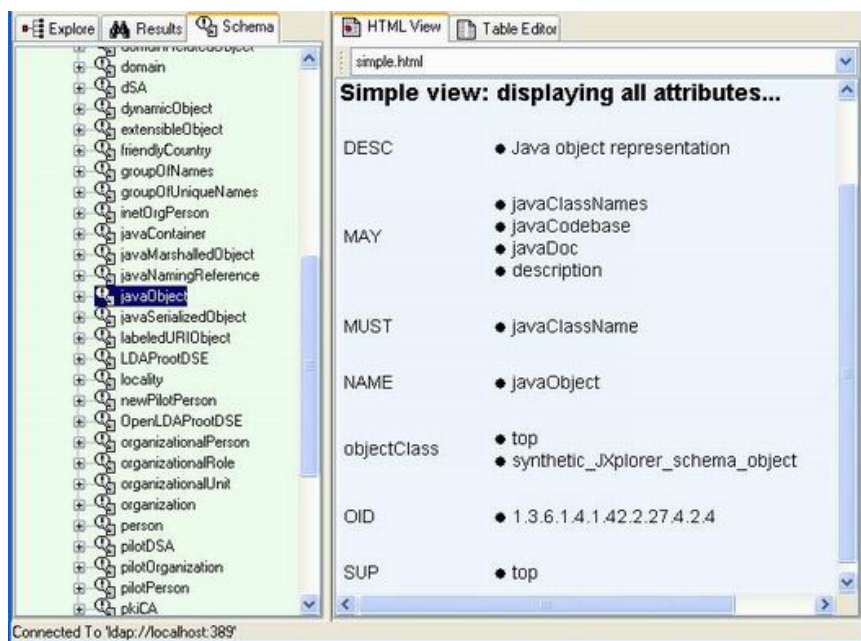 Explore Results Schema
domain
dSA
dynamicObject
extensibleObject
friendlyCountry
groupOfNames
groupOfUniqueNames
inetOrgPerson
javaContainer
javaMarshalledObject
javaNamingReference
javaObject
javaSerializedObject
labeledURIObject
LDAProotDSE
locality
newPilotPerson
OpenLDAProotDSE
organizationalPerson
organizationalRole
organizationalUnit
organization
person
pilotDSA
pilotOrganization
pilotPerson
pkiCA
HTML View Table Editor
simple.html
Simple view: displaying all attributes...
DESC
● Java object representation
MAY
● javaClassNames
● javaCodebase
● javaDoc
● description
MUST
● javaClassName
NAME
● javaObject
objectClass
● top
● synthetic_JXplorer_schema_object
OID
● 1.3.6.1.4.1.42.2.27.4.2.4
SUP
● top
Connected To 'ldap://localhost:389'